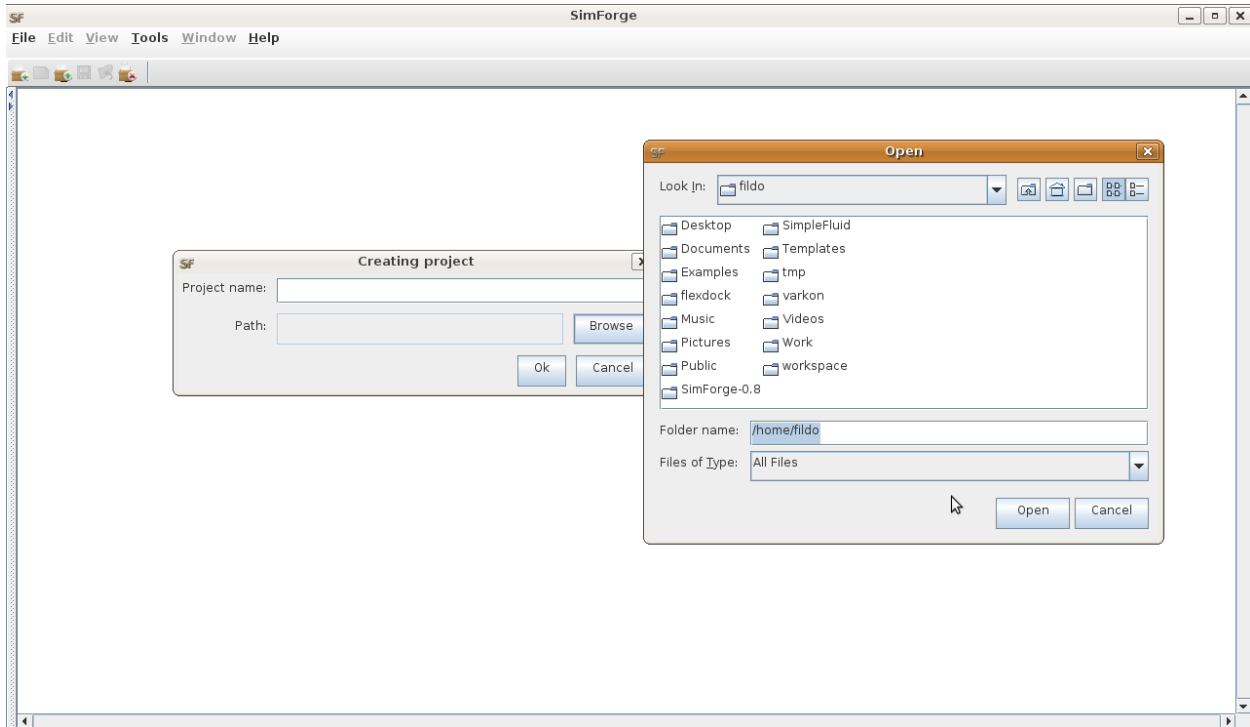 SF SimForge
File Edit View Tools Window Help
SF Creating project
Project name:
Path: Browse
Ok Cancel
SF Open
Look In: fildo
Desktop SimpleFluid
Documents Templates
Examples tmp
flexdock varkon
Music Videos
Pictures Work
Public workspace
SimForge-0.8
Folder name: /home/fildo
Files of Type: All Files
Open Cancel